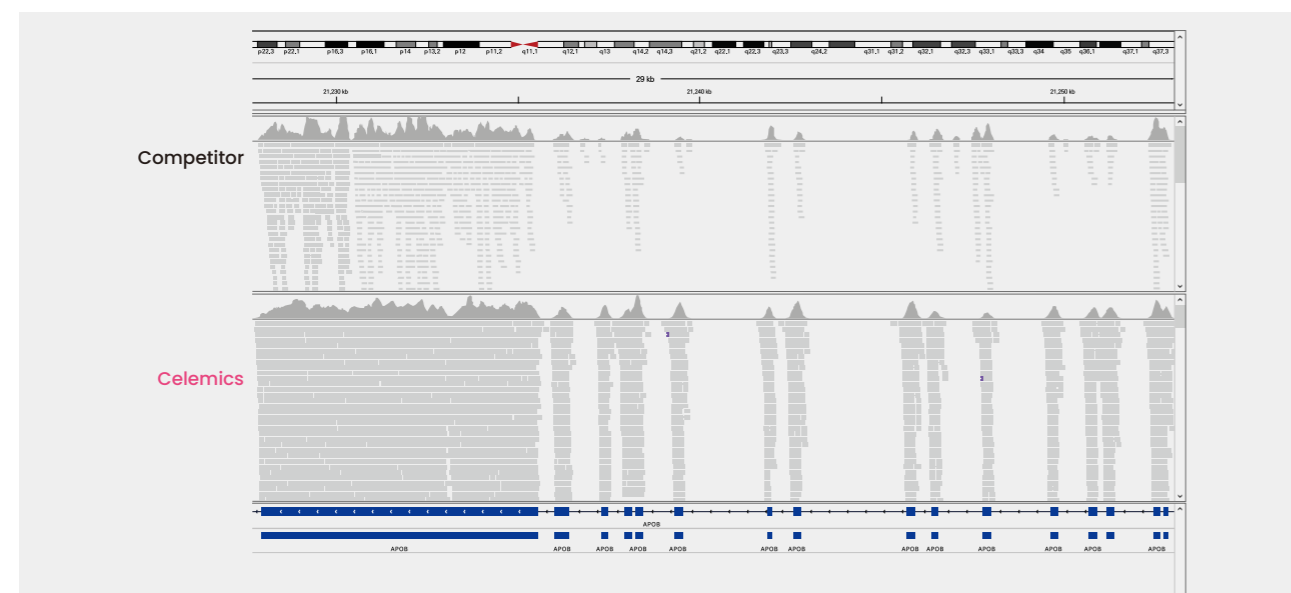 p22.3 p22.1 p16.3 p16.1 p14 p13.2 p12 p11.2 q11.1 q12.1 q13 q14.2 q14.3 q21.2 q22.1 q22.3 q23.3 q24.2 q31.1 q31.2 q32.1 q32.3 q33.1 q33.3 q34 q35 q36.1 q37.1 q37.3
29 kb
21,230 kb 21,240 kb 21,250 kb
Competitor
Celemics
APOB
APOB APOB APOB APOB APOB APOB APOB APOB APOB APOB APOB APOB APOB